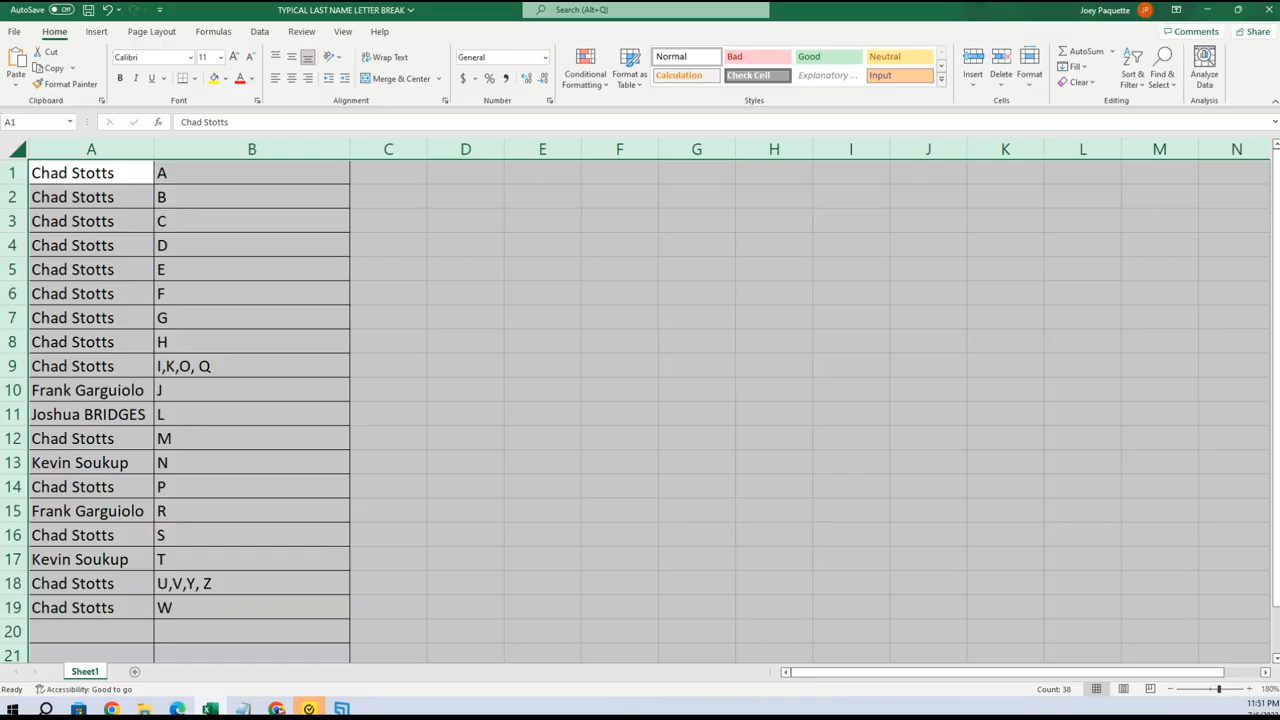 AutoSave Off TYPICAL LAST NAME LETTER BREAK Search (Alt+Q) Joey Paquette JP
File Home Insert Page Layout Formulas Data Review View Help Comments Share
Paste Cut Copy Format Painter Clipboard
Calibri 11 B I U A Font
Wrap Text Merge & Center Alignment
General $ % Number
Conditional Formatting Format as Table
Normal Bad Good Neutral
Calculation Check Cell Explanatory ... Input
Styles
Insert Delete Format Cells
AutoSum Fill Clear Sort & Filter Find & Select Editing
Analyze Data Analysis
A1 fx Chad Stotts
A B C D E F G H I J K L M N
1 Chad Stotts A
2 Chad Stotts B
3 Chad Stotts C
4 Chad Stotts D
5 Chad Stotts E
6 Chad Stotts F
7 Chad Stotts G
8 Chad Stotts H
9 Chad Stotts I,K,O, Q
10 Frank Garguiolo J
11 Joshua BRIDGES L
12 Chad Stotts M
13 Kevin Soukup N
14 Chad Stotts P
15 Frank Garguiolo R
16 Chad Stotts S
17 Kevin Soukup T
18 Chad Stotts U,V,Y, Z
19 Chad Stotts W
20
21
Sheet1
Ready Accessibility: Good to go Count: 38 180%
11:51 PM